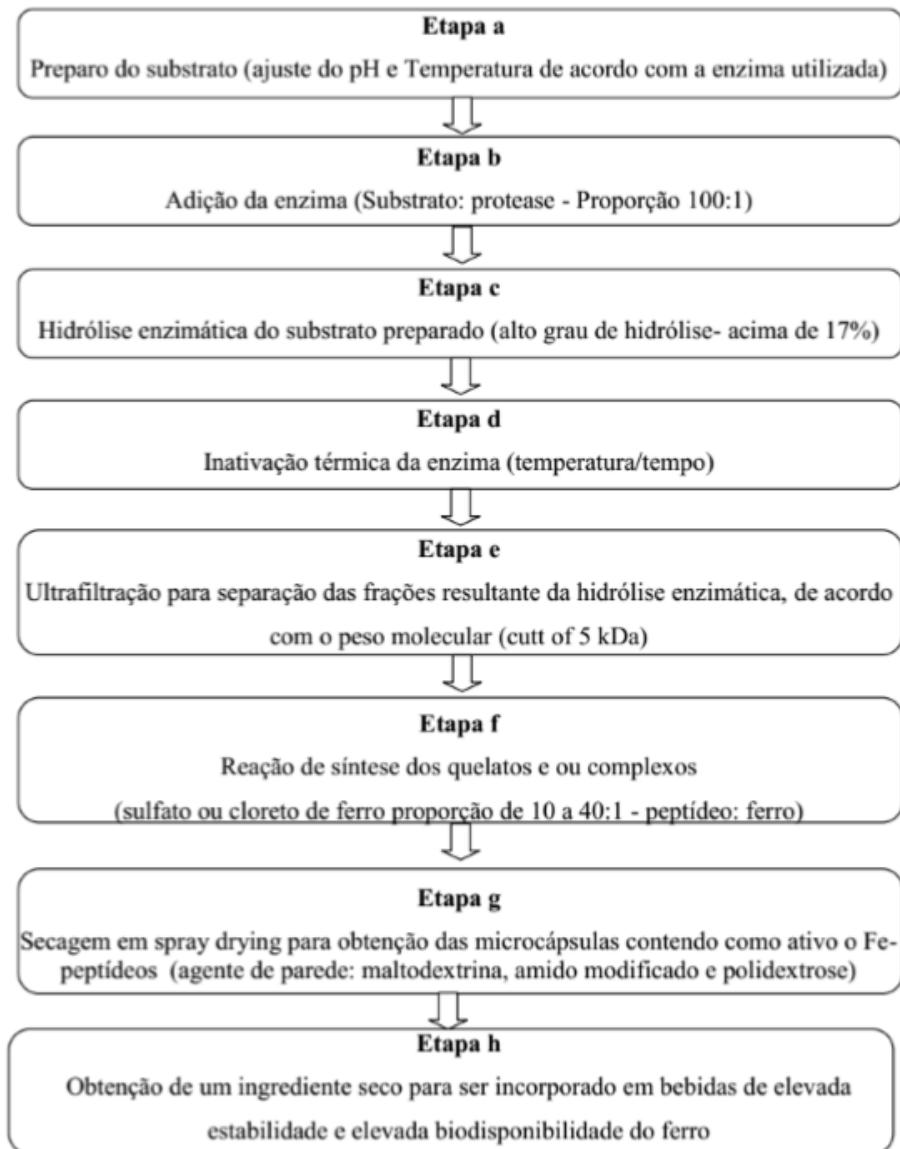 Etapa a
Preparo do substrato (ajuste do pH e Temperatura de acordo com a enzima utilizada)
Etapa b
Adição da enzima (Substrato: protease - Proporção 100:1)
Etapa c
Hidrólise enzimática do substrato preparado (alto grau de hidrólise- acima de 17%)
Etapa d
Inativação térmica da enzima (temperatura/tempo)
Etapa e
Ultrafiltração para separação das frações resultante da hidrólise enzimática, de acordo
com o peso molecular (cutt of 5 kDa)
Etapa f
Reação de síntese dos quelatos e ou complexos
(sulfato ou cloreto de ferro proporção de 10 a 40:1 - peptídeo: ferro)
Etapa g
Secagem em spray drying para obtenção das microcápsulas contendo como ativo o Fe-
peptídeos (agente de parede: maltodextrina, amido modificado e polidextrose)
Etapa h
Obtenção de um ingrediente seco para ser incorporado em bebidas de elevada
estabilidade e elevada biodisponibilidade do ferro